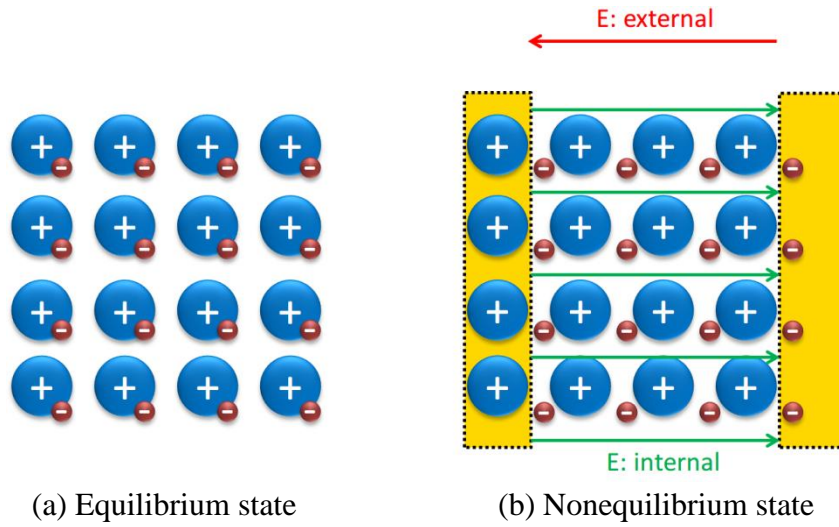 E: external
+ + + +
- - - -
+ + + +
- - - -
+ + + +
- - - -
+ + + +
- - - -
+ + + +
- - - -
+ + + +
- - - -
+ + + +
- - - -
+ + + +
- - - -
E: internal
(a) Equilibrium state
(b) Nonequilibrium state